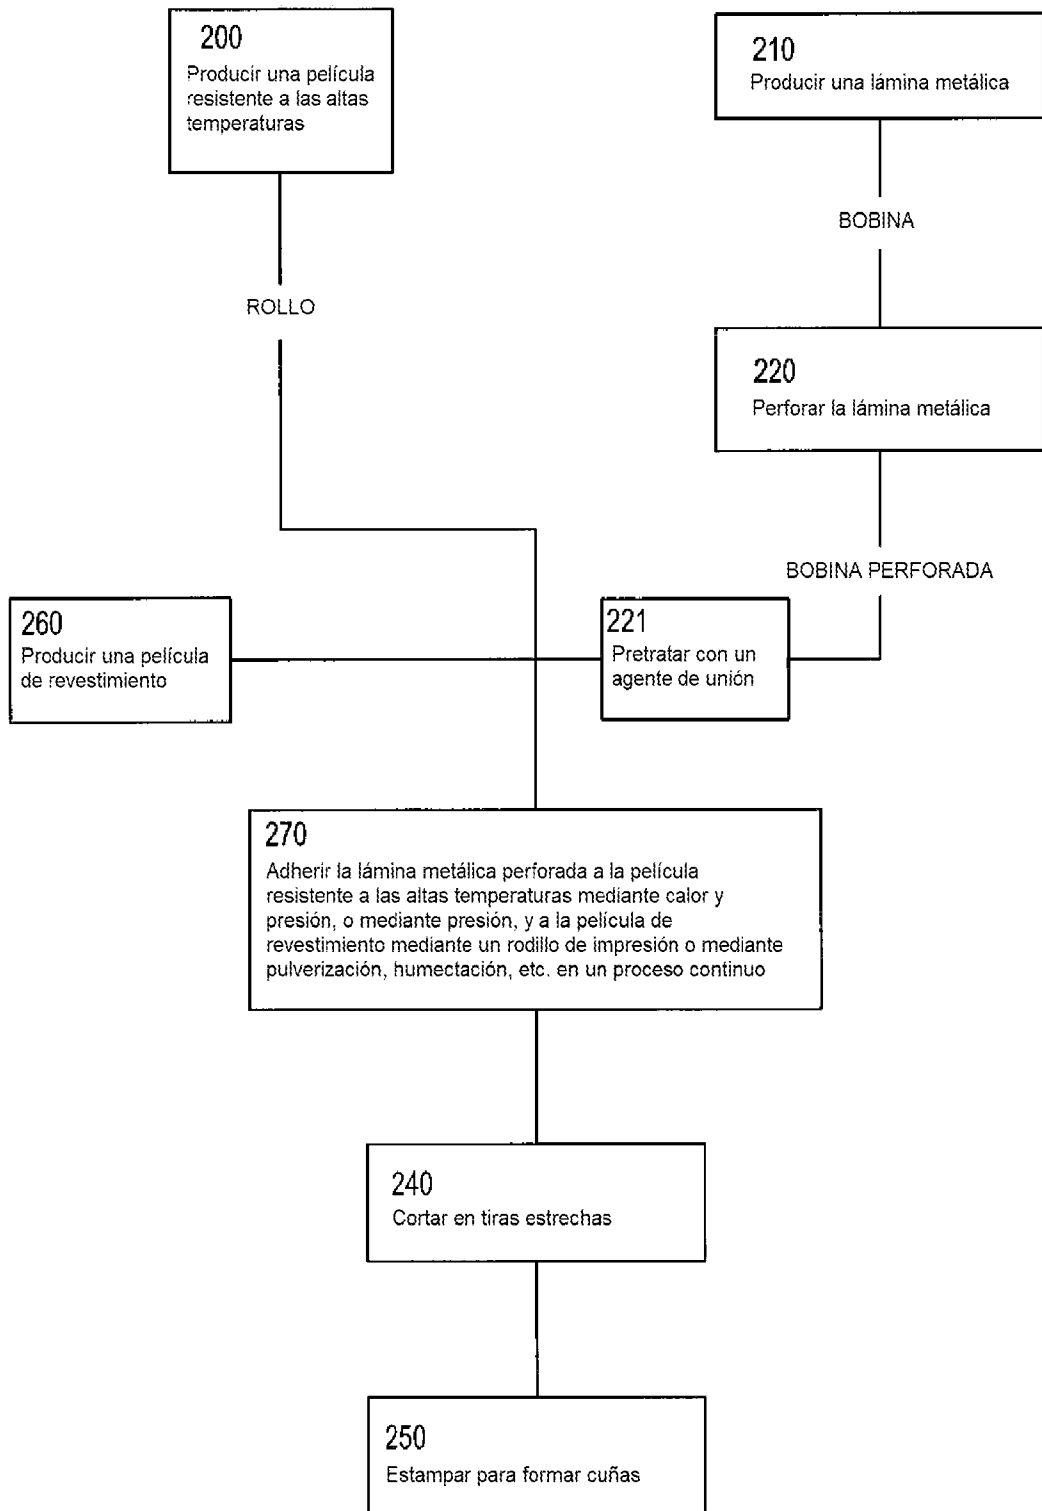 200
Producir una película
resistente a las altas
temperaturas
210
Producir una lámina metálica
BOBINA
ROLLO
220
Perforar la lámina metálica
BOBINA PERFORADA
260
Producir una película
de revestimiento
221
Pretratar con un
agente de unión
270
Adherir la lámina metálica perforada a la película
resistente a las altas temperaturas mediante calor y
presión, o mediante presión, y a la película de
revestimiento mediante un rodillo de impresión o mediante
pulverización, humectación, etc. en un proceso continuo
240
Cortar en tiras estrechas
250
Estampar para formar cuñas